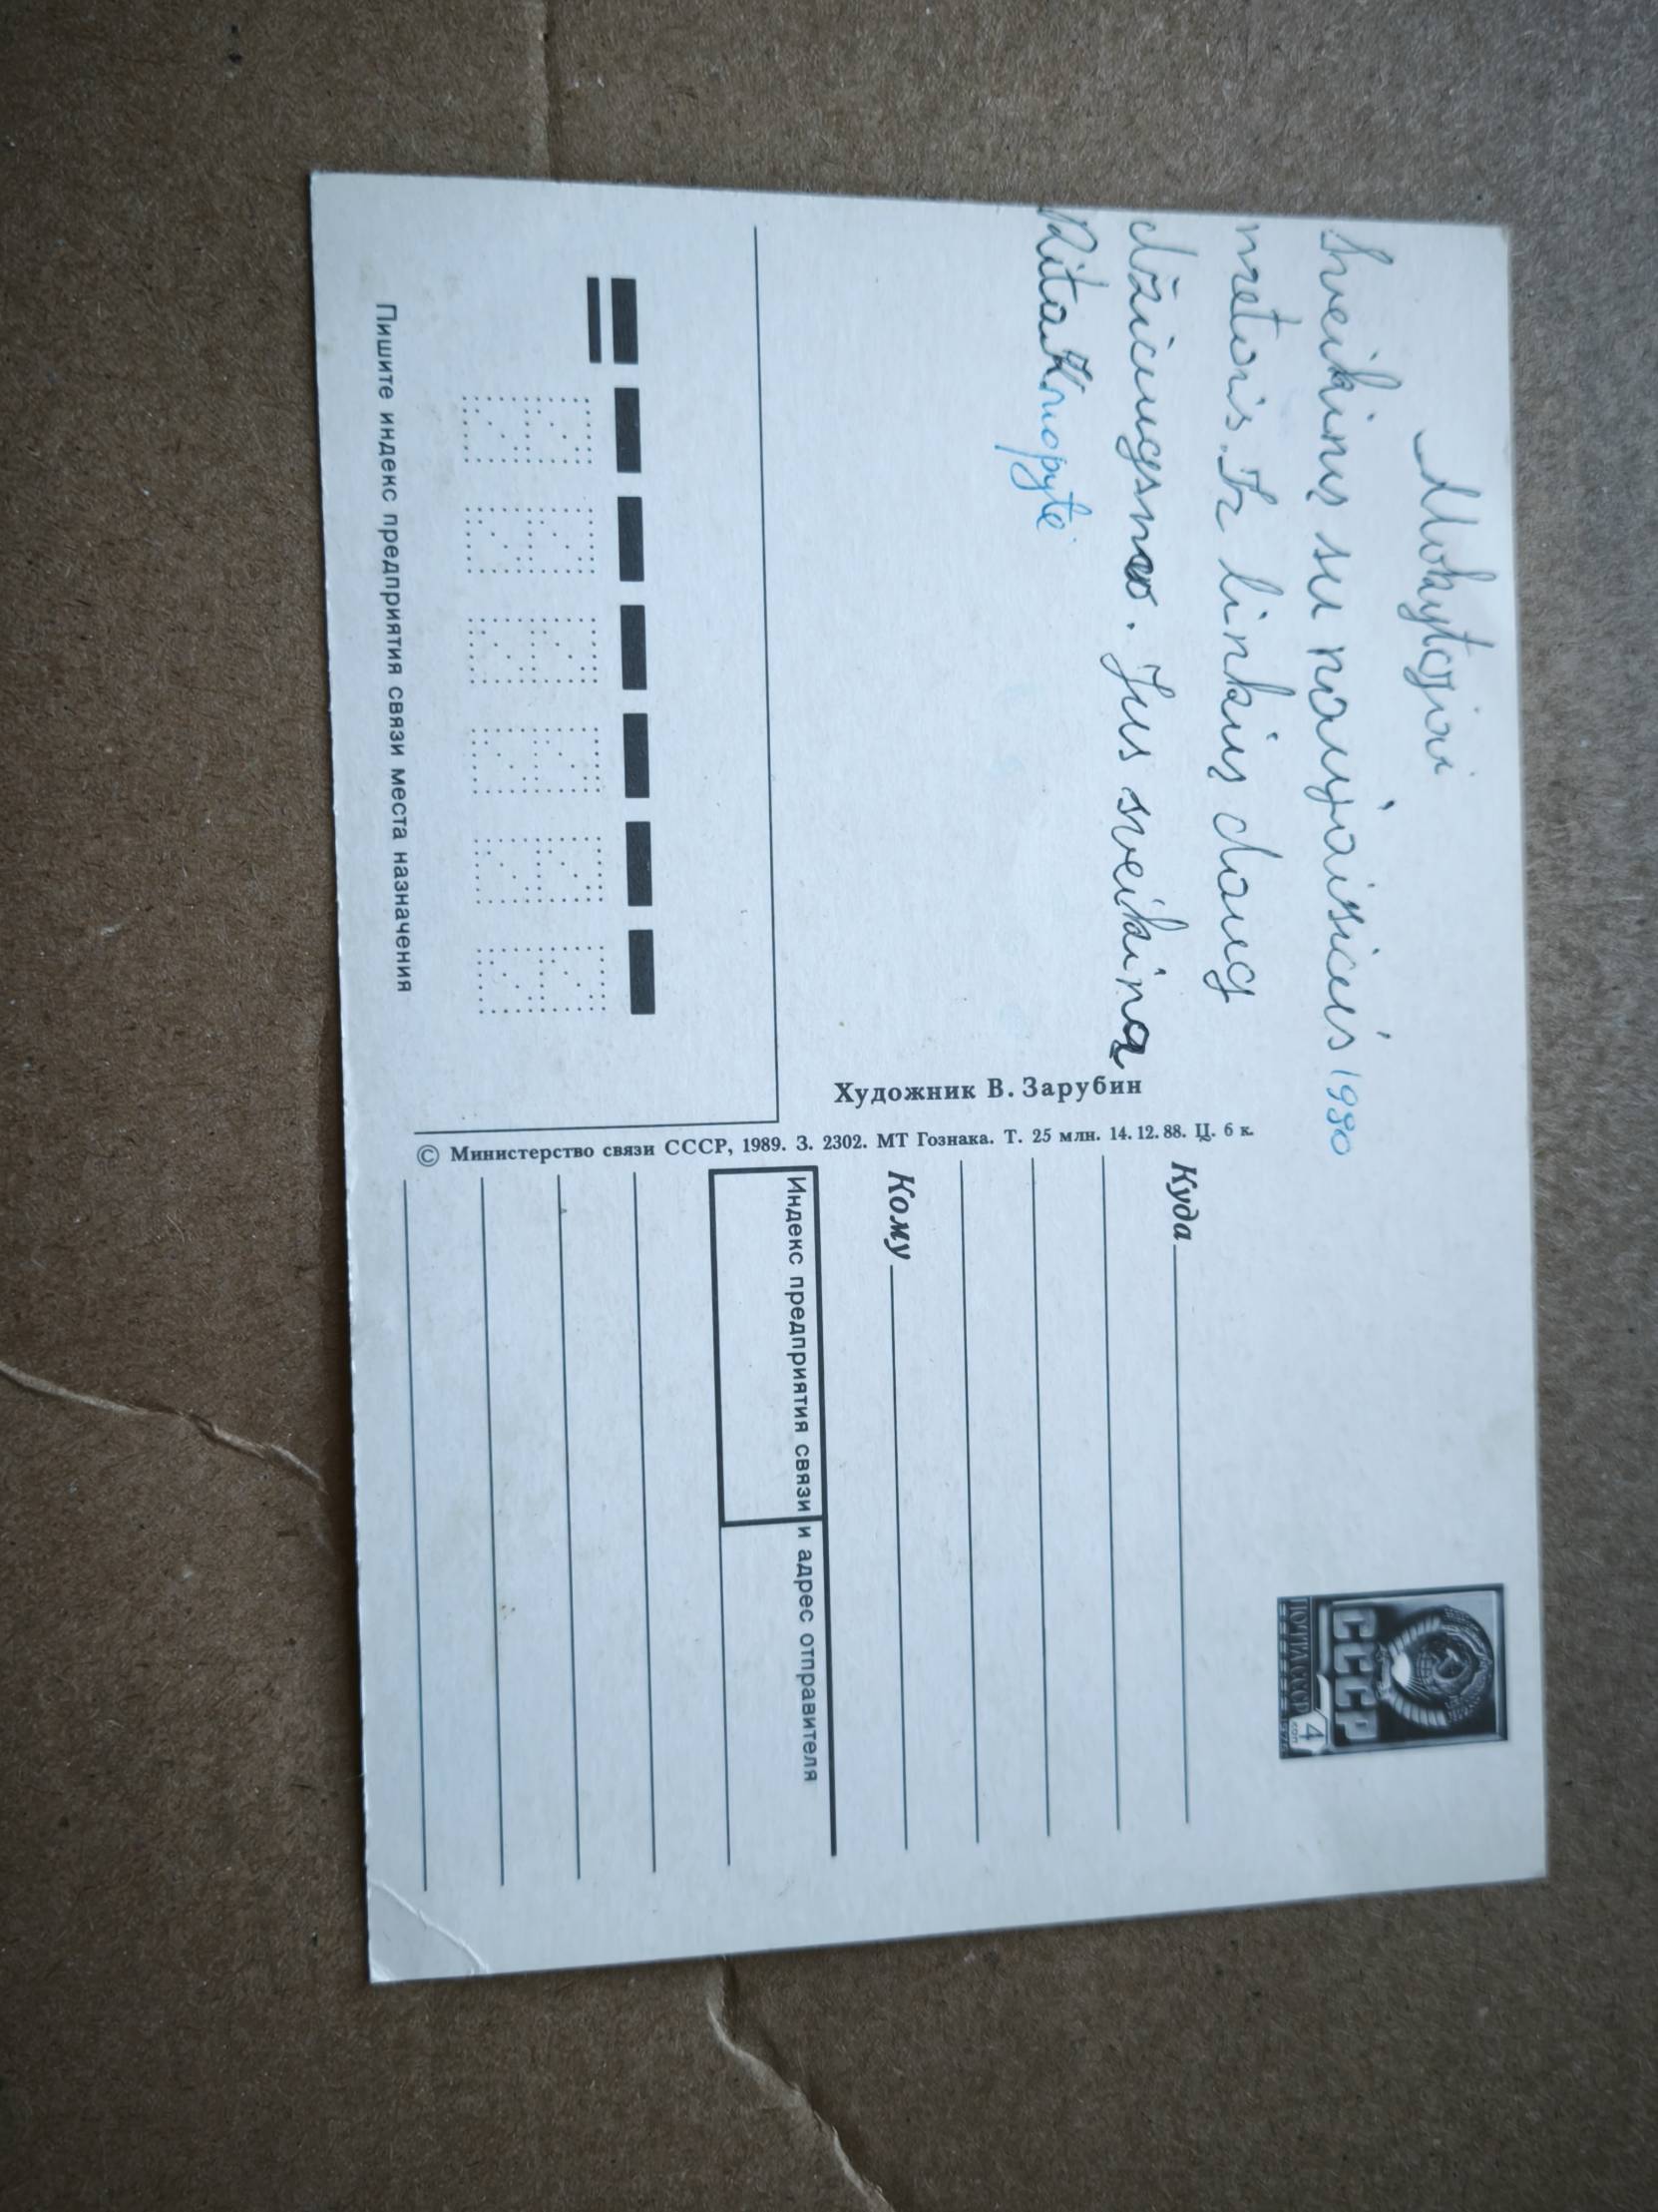 Mokytojai
Sveikinu su naujaisiais 1990
metais. Ir linkiu daug
džiaugsmo. Jus sveikina
Rita Knopytė
Художник В. Зарубин
© Министерство связи СССР, 1989. З. 2302. МТ Гознака. Т. 25 млн. 14.12.88. Ц. 6 к.
Пишите индекс предприятия связи места назначения
СССР
ПОЧТА СССР 4 коп
Куда
Кому
Индекс предприятия связи и адрес отправителя